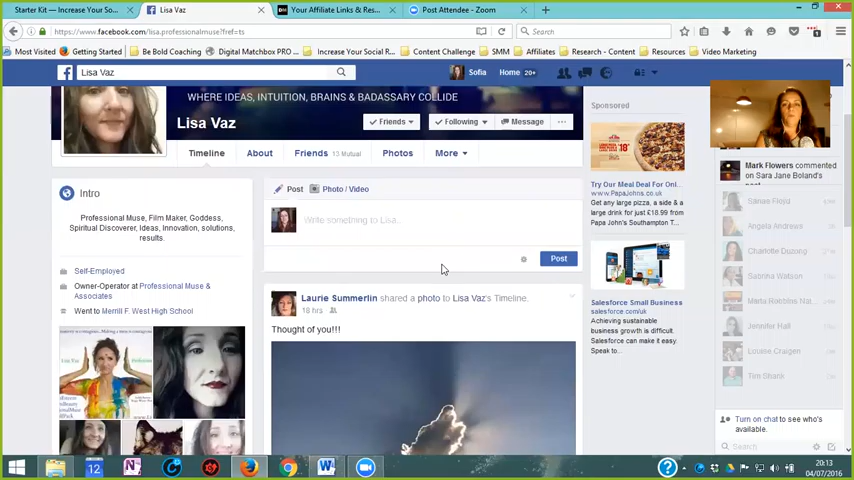 Starter Kit — Increase Your So...
Lisa Vaz
Your Affiliate Links & Res...
Post Attendee - Zoom
https://www.facebook.com/lisa.professionalmuse?fref=ts
Search
Most Visited
Getting Started
Be Bold Coaching
Digital Matchbox PRO - ...
Increase Your Social R...
Content Challenge
SMM
Affiliates
Research - Content
Resources
Video Marketing
Lisa Vaz
Sofia
Home 20+
WHERE IDEAS, INTUITION, BRAINS & BADASSARY COLLIDE
Lisa Vaz
Friends
Following
Message
Timeline
About
Friends 13 Mutual
Photos
More
Intro
Professional Muse, Film Maker, Goddess,
Spiritual Discoverer, Ideas, Innovation, solutions,
results.
Self-Employed
Owner-Operator at Professional Muse &
Associates
Went to Merrill F. West High School
Post
Photo / Video
Write something to Lisa...
Post
Laurie Summerlin shared a photo to Lisa Vaz's Timeline.
18 hrs
Thought of you!!!
Sponsored
Try Our Meal Deal For Onl...
www.PapaJohns.co.uk
Get any large pizza, a side & a
large drink for just £18.99 from
Papa John's Southampton T...
Salesforce Small Business
salesforce.com/uk
Achieving sustainable
business growth is difficult.
Salesforce can make it easy.
Speak to...
Mark Flowers commented
on Sara Jane Boland's
Sanae Floyd
Angela Andrews
Charlotte Duzong
Sabrina Watson
Marta Robbins Nat...
Jennifer Hall
Louise Craigen
Tim Shank
Turn on chat to see who's
available.
Search
12
20:13
04/07/2016